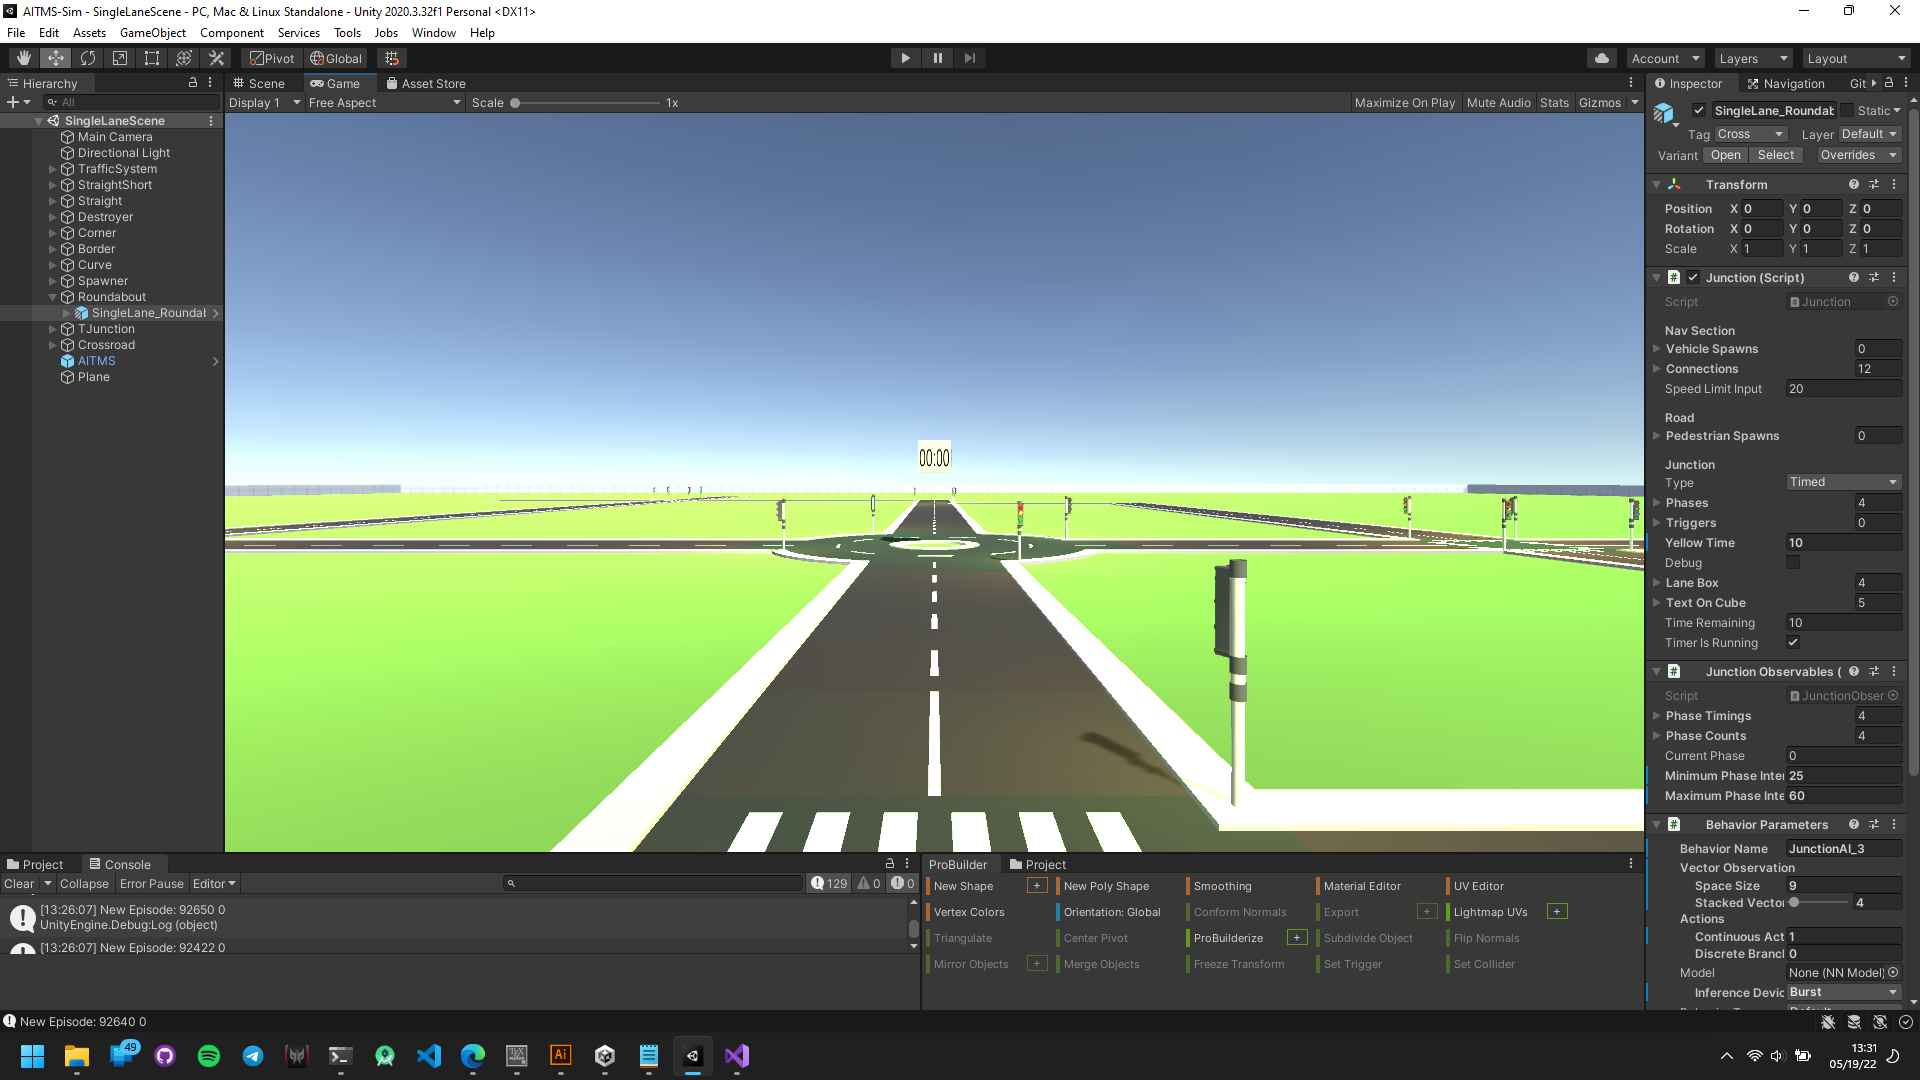 AITMS-Sim - SingleLaneScene - PC, Mac & Linux Standalone - Unity 2020.3.32f1 Personal <DX11>
File Edit Assets GameObject Component Services Tools Jobs Window Help
Pivot Global Account Layers Layout
Hierarchy
All
SingleLaneScene
Main Camera
Directional Light
TrafficSystem
StraightShort
Straight
Destroyer
Corner
Border
Curve
Spawner
Roundabout
SingleLane_Roundal
TJunction
Crossroad
AITMS
Plane
Scene Game Asset Store
Display 1 Free Aspect Scale 1x Maximize On Play Mute Audio Stats Gizmos
00:00
Inspector Navigation Git
SingleLane_Roundab Static
Tag Cross Layer Default
Variant Open Select Overrides
Transform
Position X 0 Y 0 Z 0
Rotation X 0 Y 0 Z 0
Scale X 1 Y 1 Z 1
Junction (Script)
Script Junction
Nav Section
Vehicle Spawns 0
Connections 12
Speed Limit Input 20
Road
Pedestrian Spawns 0
Junction
Type Timed
Phases 4
Triggers 0
Yellow Time 10
Debug
Lane Box 4
Text On Cube 5
Time Remaining 10
Timer Is Running
Junction Observables (
Script JunctionObser
Phase Timings 4
Phase Counts 4
Current Phase 0
Minimum Phase Inter 25
Maximum Phase Inte 60
Behavior Parameters
Behavior Name JunctionAI_3
Vector Observation
Space Size 9
Stacked Vector 4
Actions
Continuous Act 1
Discrete Branch 0
Model None (NN Model)
Inference Devic Burst
Project Console
Clear Collapse Error Pause Editor 129 0 0
[13:26:07] New Episode: 92650 0
UnityEngine.Debug:Log (object)
[13:26:07] New Episode: 92422 0
ProBuilder Project
New Shape + New Poly Shape Smoothing Material Editor UV Editor
Vertex Colors Orientation: Global Conform Normals Export + Lightmap UVs +
Triangulate Center Pivot ProBuilderize + Subdivide Object Flip Normals
Mirror Objects + Merge Objects Freeze Transform Set Trigger Set Collider
New Episode: 92640 0
49
Ai
13:31
05/19/22